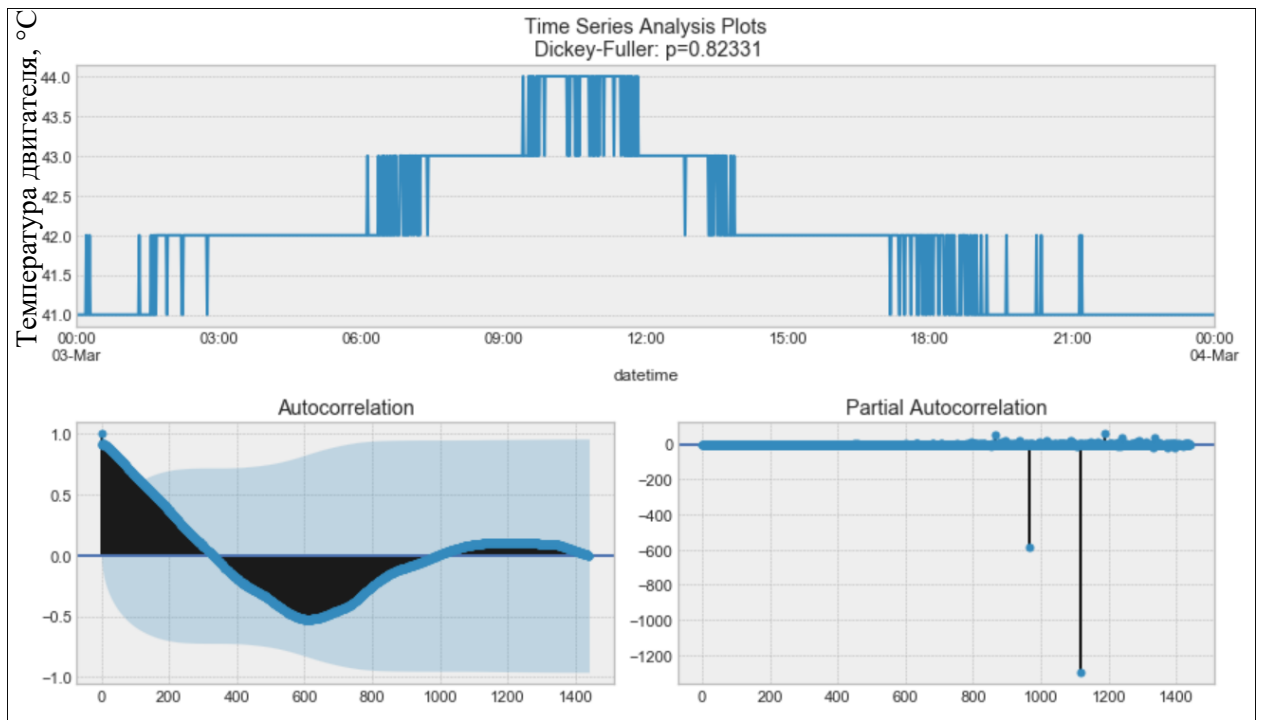 Time Series Analysis Plots
Dickey-Fuller: p=0.82331
Температура двигателя, °C
44.0
43.5
43.0
42.5
42.0
41.5
41.0
00:00 03:00 06:00 09:00 12:00 15:00 18:00 21:00 00:00
03-Mar 04-Mar
datetime
Autocorrelation
1.0
0.5
0.0
−0.5
−1.0
0 200 400 600 800 1000 1200 1400
Partial Autocorrelation
0
−200
−400
−600
−800
−1000
−1200
0 200 400 600 800 1000 1200 1400